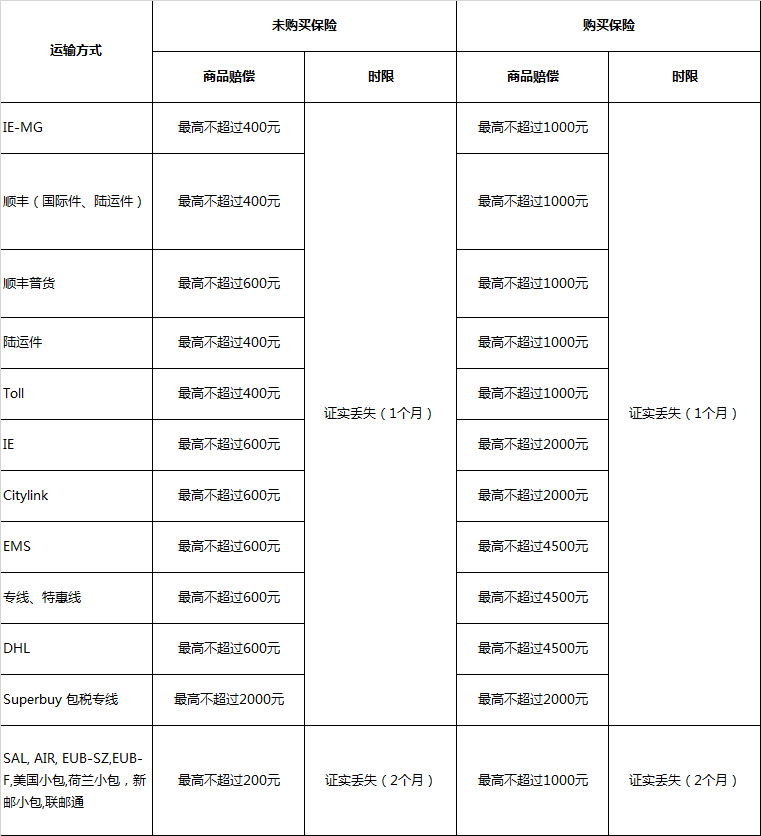 运输方式
未购买保险
购买保险
商品赔偿
时限
商品赔偿
时限
IE-MG
最高不超过400元
最高不超过1000元
顺丰（国际件、陆运件）
最高不超过400元
最高不超过1000元
顺丰普货
最高不超过600元
最高不超过1000元
陆运件
最高不超过400元
最高不超过1000元
Toll
最高不超过400元
证实丢失（1个月）
最高不超过1000元
证实丢失（1个月）
IE
最高不超过600元
最高不超过2000元
Citylink
最高不超过600元
最高不超过2000元
EMS
最高不超过600元
最高不超过4500元
专线、特惠线
最高不超过600元
最高不超过4500元
DHL
最高不超过600元
最高不超过4500元
Superbuy 包税专线
最高不超过2000元
最高不超过2000元
SAL, AIR, EUB-SZ,EUB-
F,美国小包,荷兰小包，新
邮小包,联邮通
最高不超过200元
证实丢失（2个月）
最高不超过1000元
证实丢失（2个月）